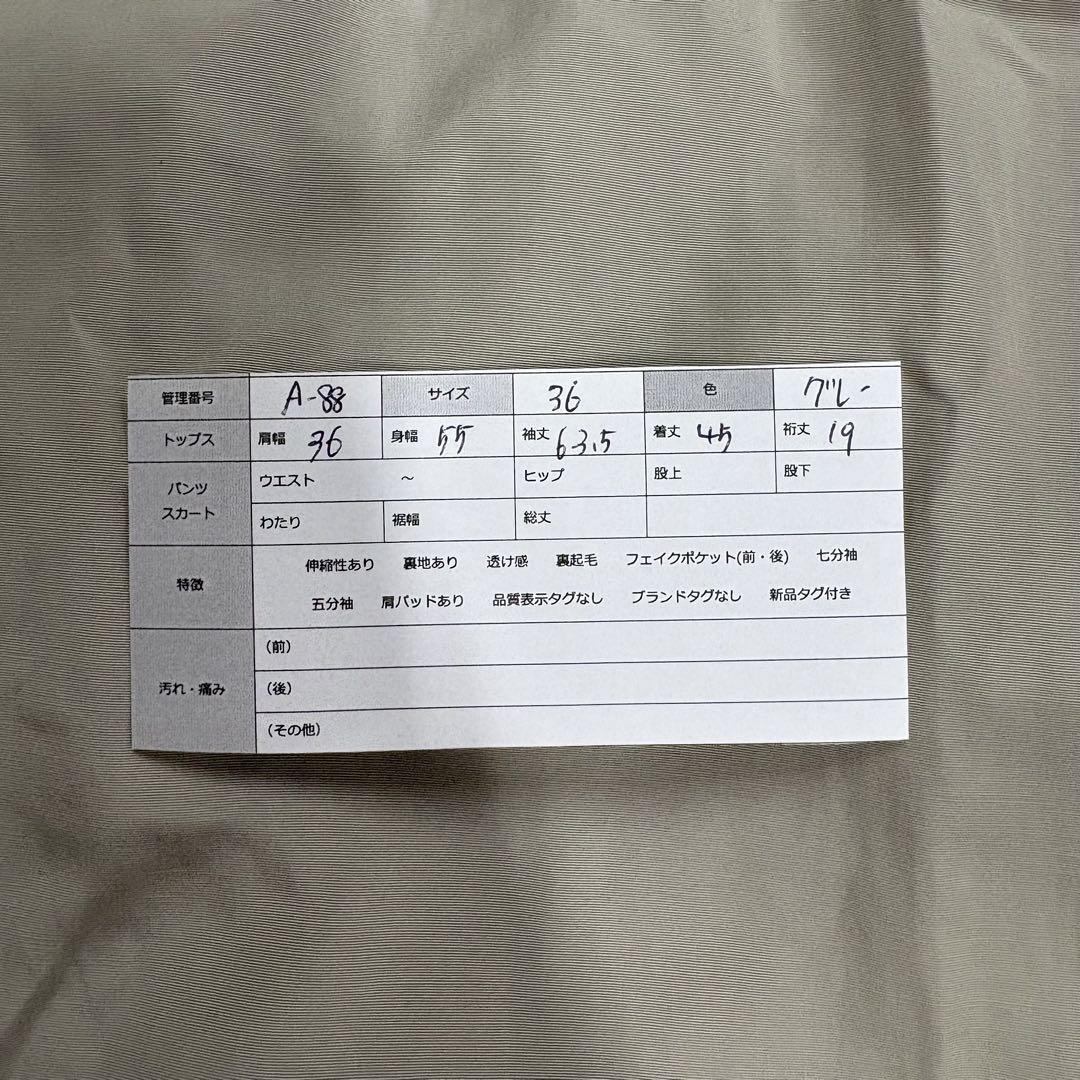 管理番号 A-88 サイズ 36 色 グレー
トップス 肩幅 36 身幅 55 袖丈 63.5 着丈 45 裄丈 19
パンツ スカート ウエスト ～ ヒップ 股上 股下
わたり 裾幅 総丈
特徴 伸縮性あり 裏地あり 透け感 裏起毛 フェイクポケット(前・後) 七分袖
五分袖 肩パッドあり 品質表示タグなし ブランドタグなし 新品タグ付き
汚れ・痛み (前)
(後)
(その他)